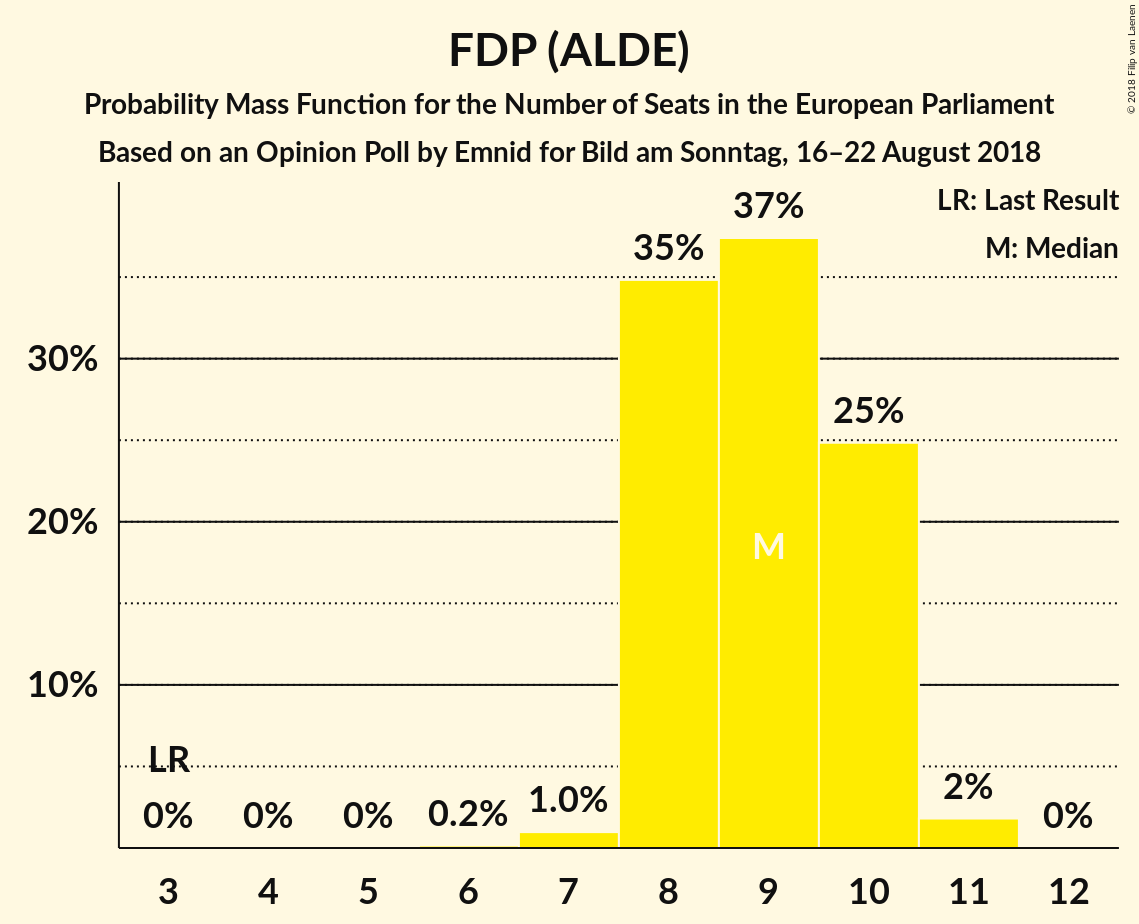 FDP (ALDE)
Probability Mass Function for the Number of Seats in the European Parliament
Based on an Opinion Poll by Emnid for Bild am Sonntag, 16–22 August 2018
© 2018 Filip van Laenen
LR: Last Result
M: Median
37%
35%
30%
25%
20%
M
10%
LR
0% 0% 0% 0.2% 1.0% 2% 0%
3 4 5 6 7 8 9 10 11 12